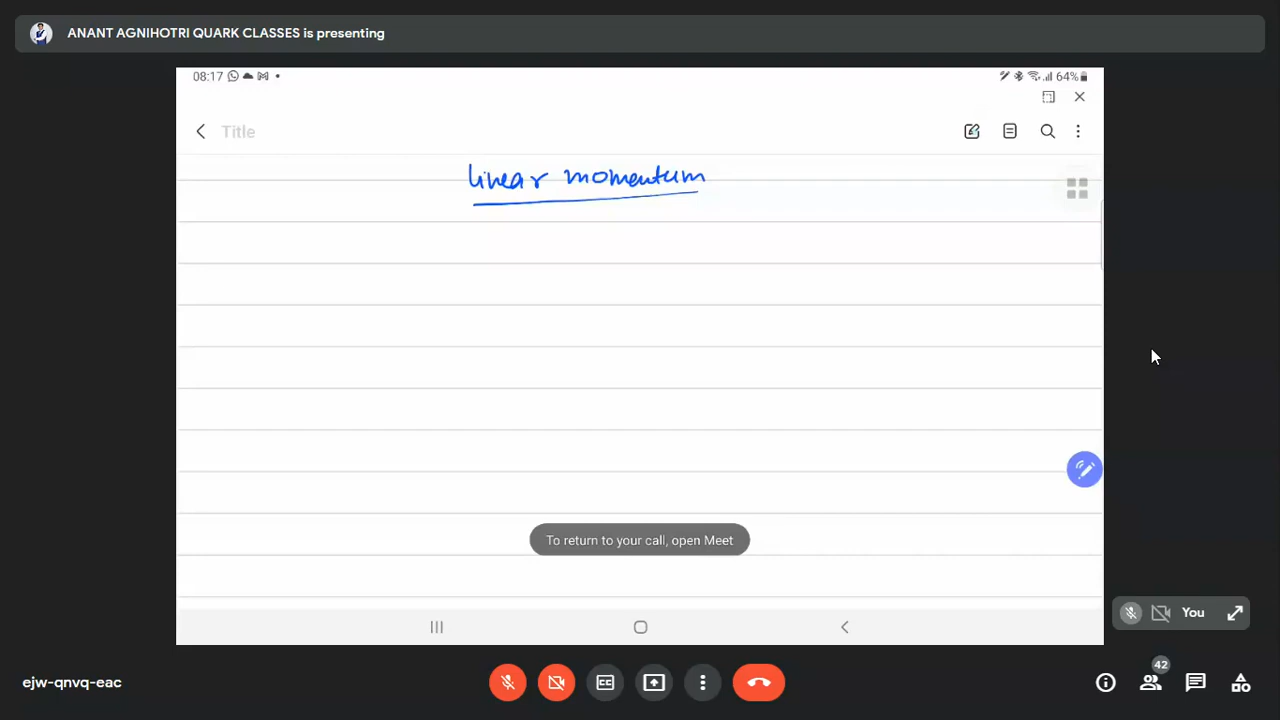 ANANT AGNIHOTRI QUARK CLASSES is presenting
08:17 64%
Title
linear momentum
To return to your call, open Meet
You
ejw-qnvq-eac
CC
42